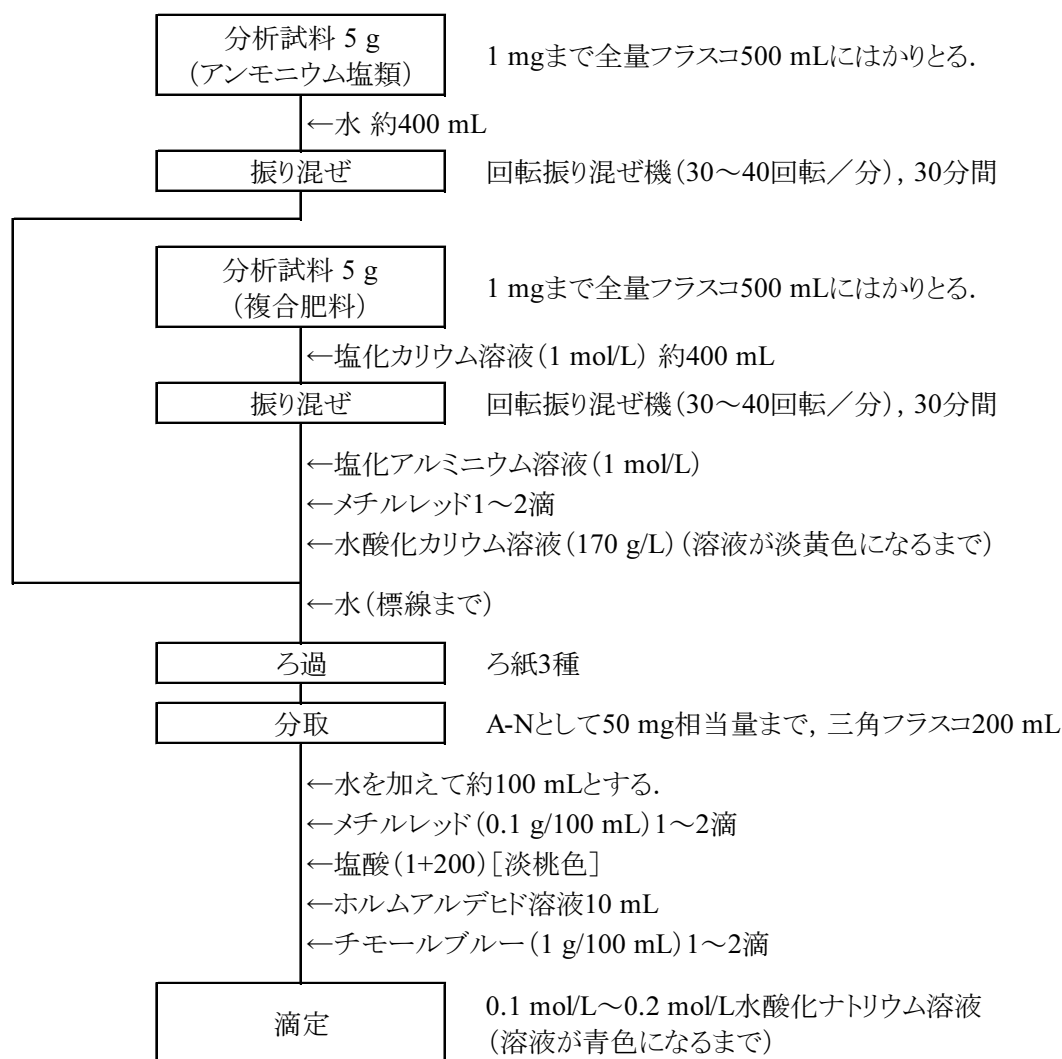 分析試料 5 g
（アンモニウム塩類）
1 mgまで全量フラスコ500 mLにはかりとる．
←水 約400 mL
振り混ぜ
回転振り混ぜ機（30～40回転／分），30分間
分析試料 5 g
（複合肥料）
1 mgまで全量フラスコ500 mLにはかりとる．
←塩化カリウム溶液（1 mol/L） 約400 mL
振り混ぜ
回転振り混ぜ機（30～40回転／分），30分間
←塩化アルミニウム溶液（1 mol/L）
←メチルレッド1～2滴
←水酸化カリウム溶液（170 g/L）（溶液が淡黄色になるまで）
←水（標線まで）
ろ過
ろ紙3種
分取
A-Nとして50 mg相当量まで，三角フラスコ200 mL
←水を加えて約100 mLとする．
←メチルレッド（0.1 g/100 mL）1～2滴
←塩酸（1+200）［淡桃色］
←ホルムアルデヒド溶液10 mL
←チモールブルー（1 g/100 mL）1～2滴
滴定
0.1 mol/L～0.2 mol/L水酸化ナトリウム溶液
（溶液が青色になるまで）